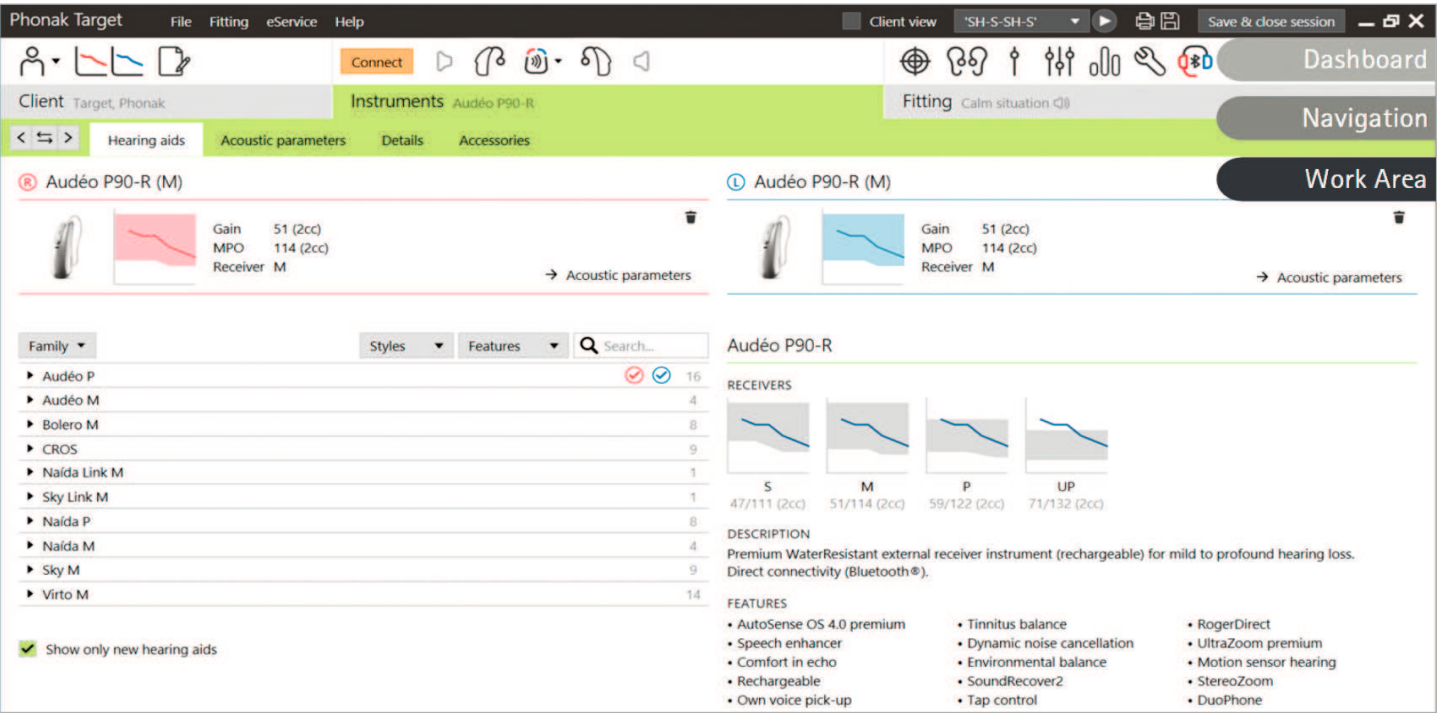 Phonak Target File Fitting eService Help Client view 'SH-S-SH-S' Save & close session
Connect
Dashboard
Client Target, Phonak Instruments Audéo P90-R Fitting Calm situation
Navigation
Hearing aids Acoustic parameters Details Accessories
Work Area
R Audéo P90-R (M)
Gain 51 (2cc)
MPO 114 (2cc)
Receiver M
→ Acoustic parameters
L Audéo P90-R (M)
Gain 51 (2cc)
MPO 114 (2cc)
Receiver M
→ Acoustic parameters
Family Styles Features Search...
Audéo P 16
Audéo M 4
Bolero M 8
CROS 9
Naída Link M 1
Sky Link M 1
Naída P 8
Naída M 4
Sky M 9
Virto M 14
Show only new hearing aids
Audéo P90-R
RECEIVERS
S M P UP
47/111 (2cc) 51/114 (2cc) 59/122 (2cc) 71/132 (2cc)
DESCRIPTION
Premium WaterResistant external receiver instrument (rechargeable) for mild to profound hearing loss.
Direct connectivity (Bluetooth®).
FEATURES
• AutoSense OS 4.0 premium • Tinnitus balance • RogerDirect
• Speech enhancer • Dynamic noise cancellation • UltraZoom premium
• Comfort in echo • Environmental balance • Motion sensor hearing
• Rechargeable • SoundRecover2 • StereoZoom
• Own voice pick-up • Tap control • DuoPhone